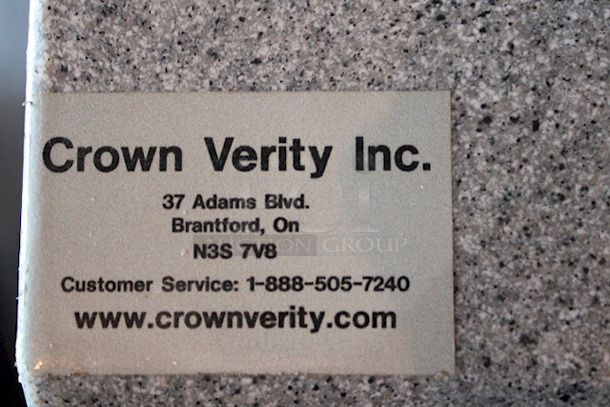 Crown Verity Inc.
37 Adams Blvd.
Brantford, On
N3S 7V8
Customer Service: 1-888-505-7240
www.crownverity.com
GROUP